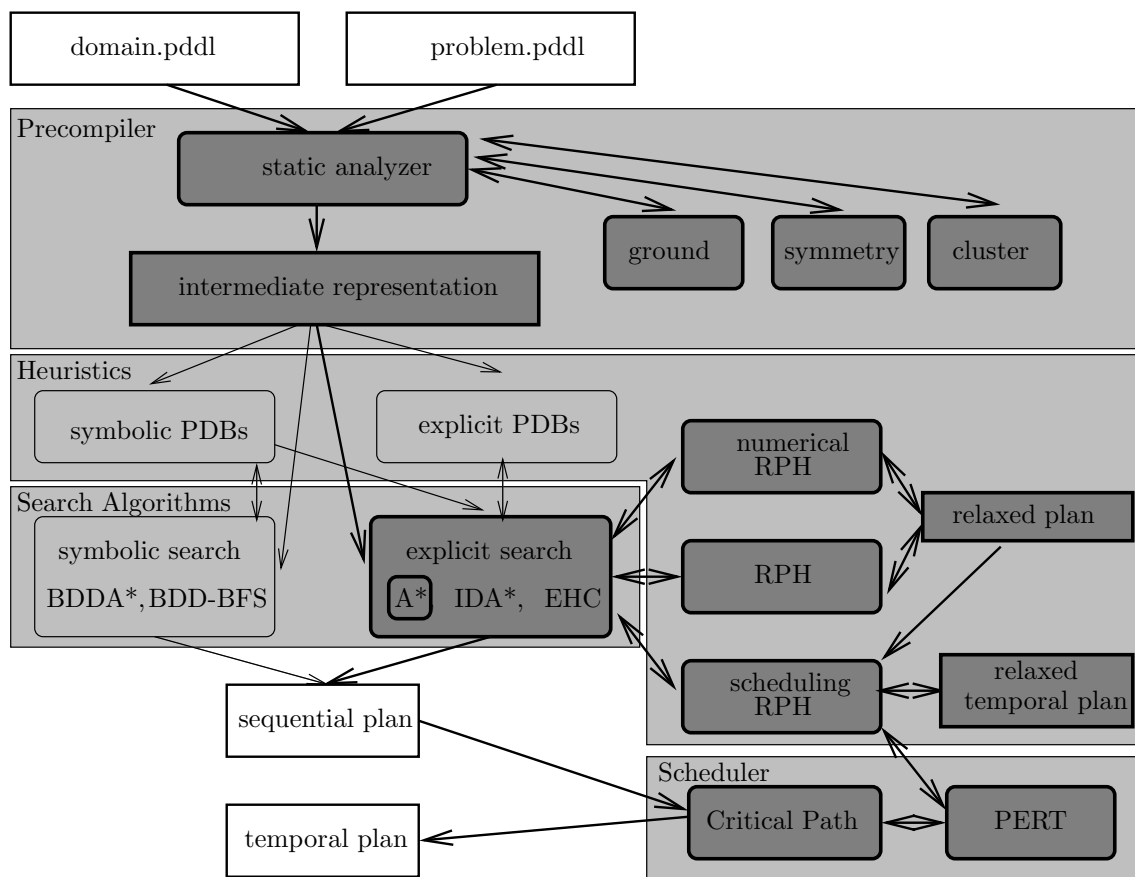 domain.pddl
problem.pddl
Precompiler
static analyzer
ground
symmetry
cluster
intermediate representation
Heuristics
symbolic PDBs
explicit PDBs
numerical
RPH
Search Algorithms
relaxed plan
symbolic search
BDDA*, BDD-BFS
explicit search
A*, IDA*, EHC
RPH
scheduling
RPH
relaxed
temporal plan
sequential plan
Scheduler
Critical Path
PERT
temporal plan